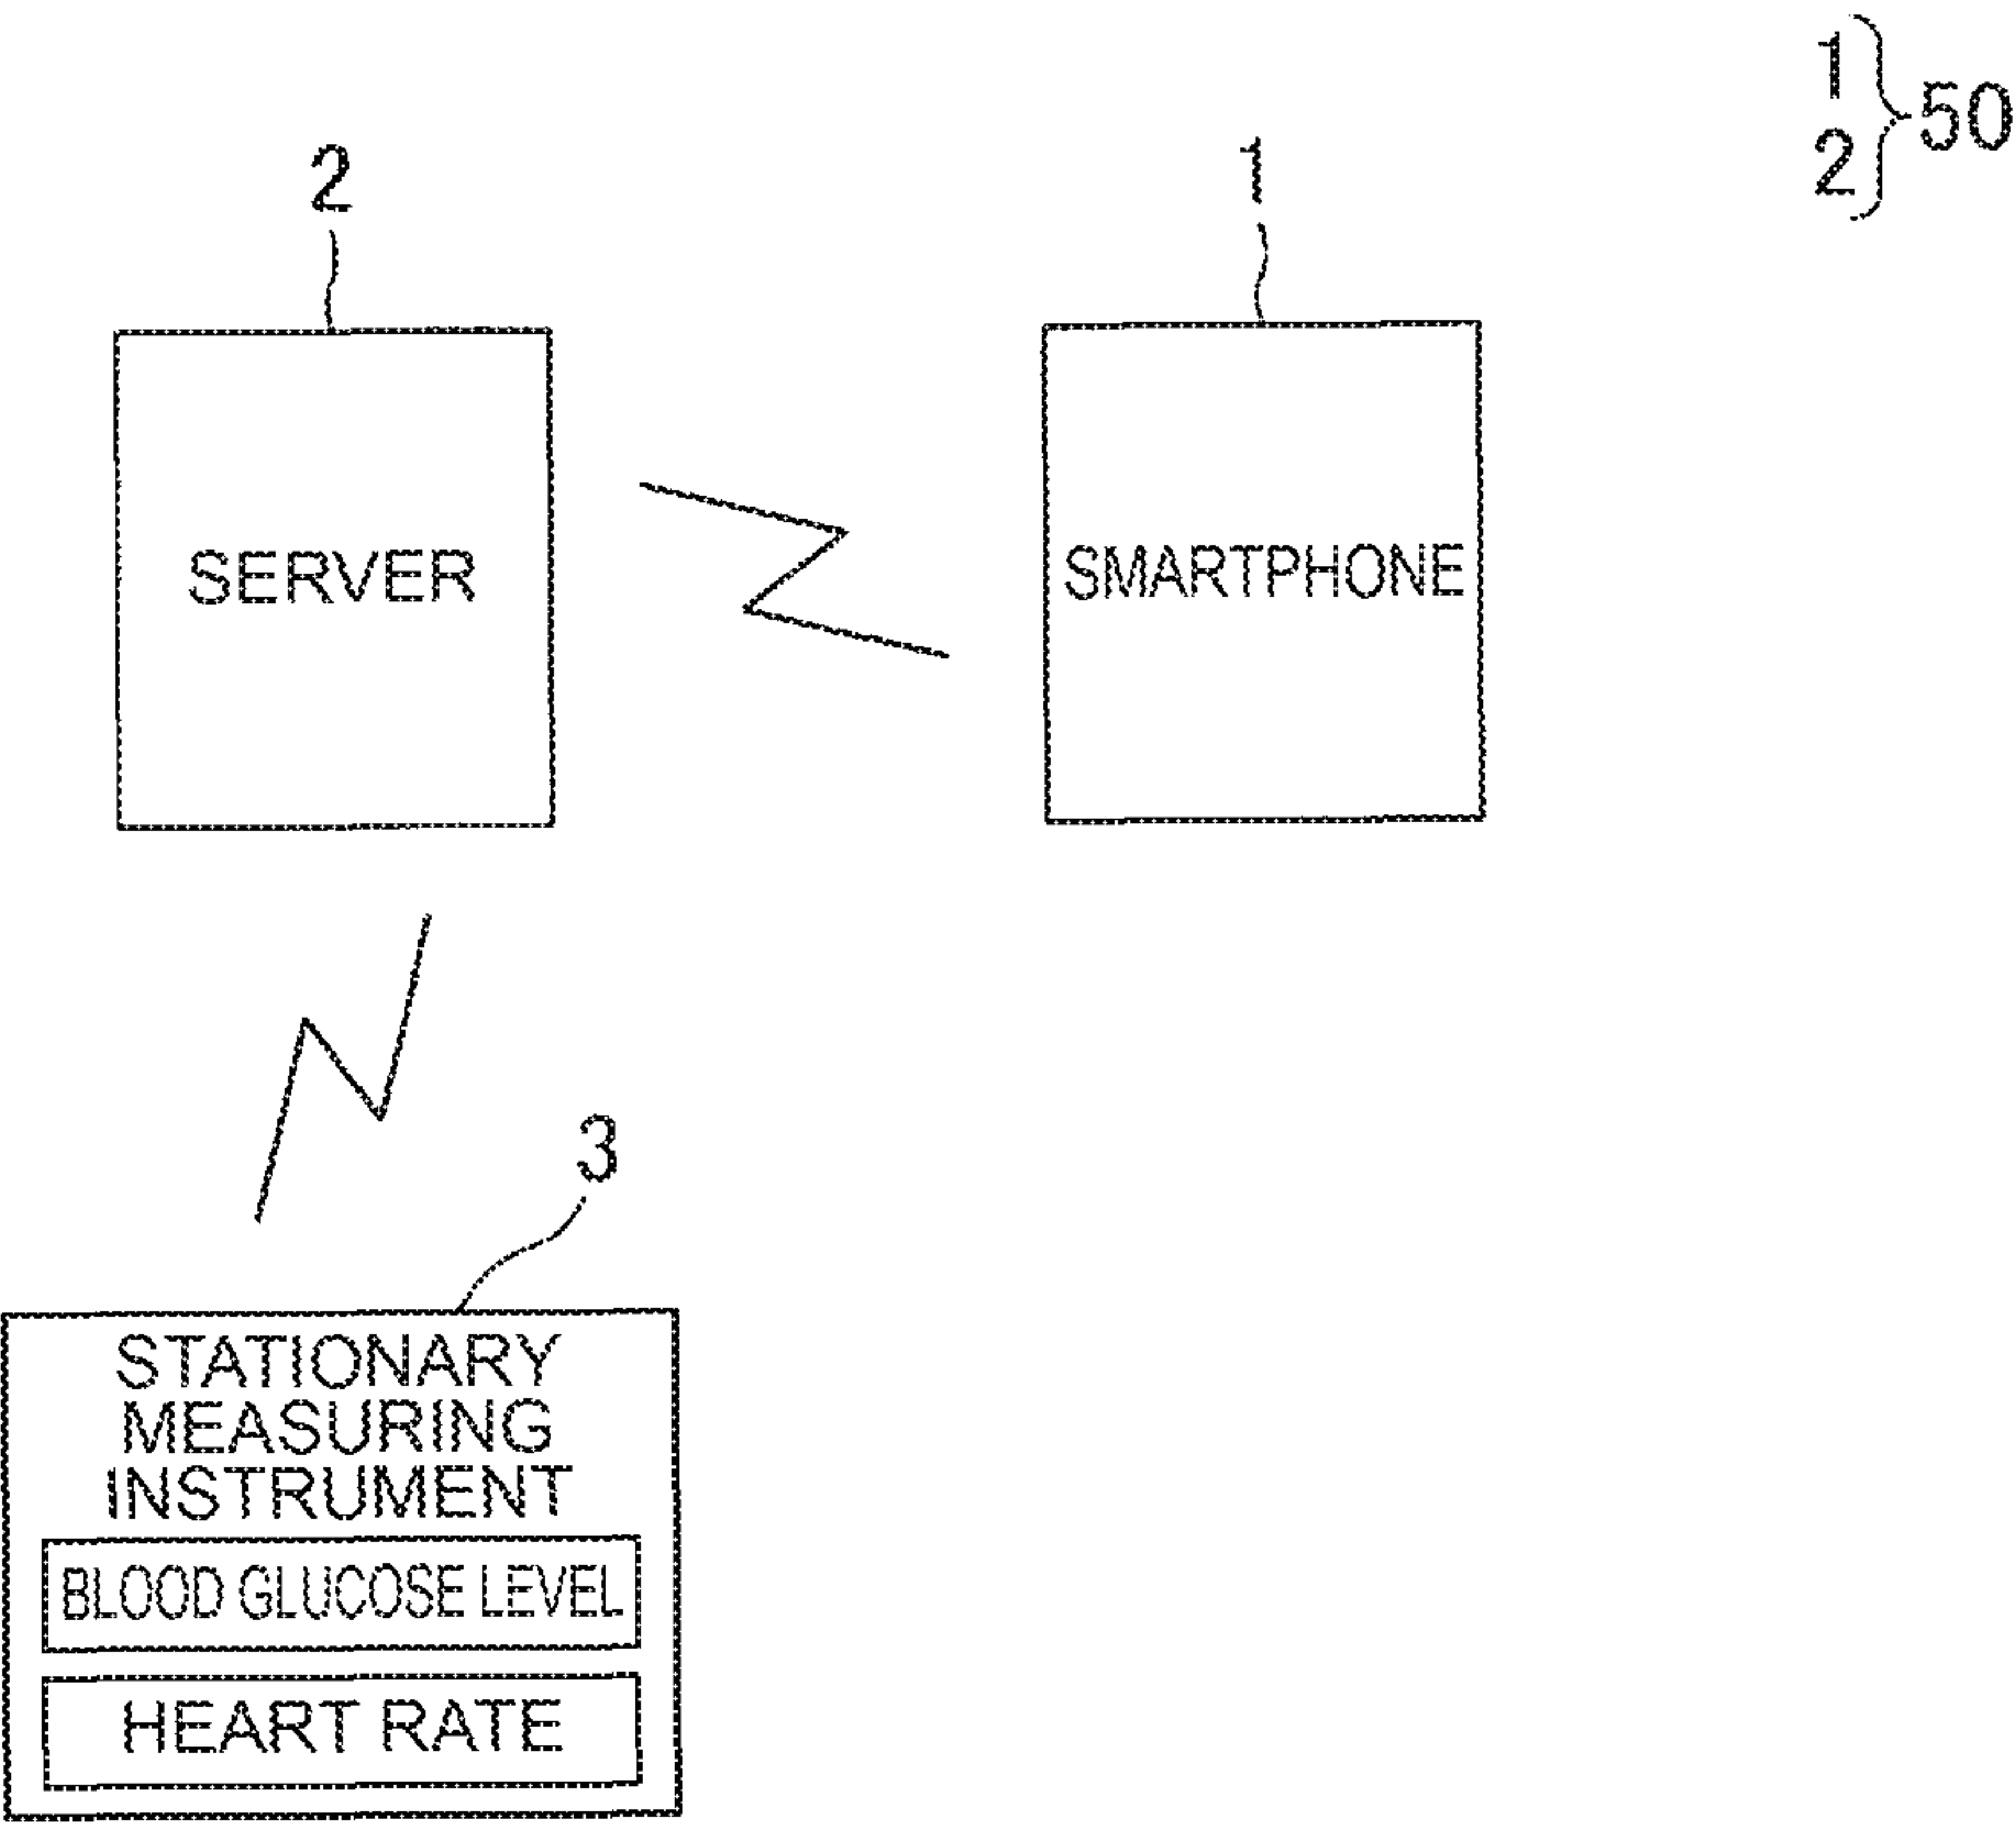 1
2
50
2
1
SERVER
SMARTPHONE
3
STATIONARY
MEASURING
INSTRUMENT
BLOOD GLUCOSE LEVEL
HEART RATE